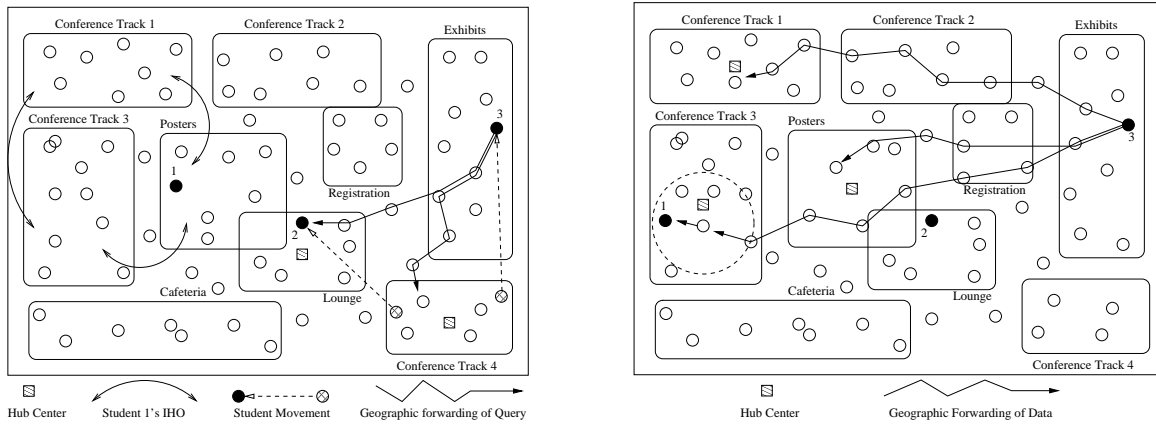 Conference Track 1
Conference Track 2
Exhibits
3
Conference Track 3
Posters
1
Registration
2
Cafeteria
Lounge
Conference Track 4
Hub Center
Student 1's IHO
Student Movement
Geographic forwarding of Query
Conference Track 1
Conference Track 2
Exhibits
3
Conference Track 3
Posters
Registration
1
2
Cafeteria
Lounge
Conference Track 4
Hub Center
Geographic Forwarding of Data